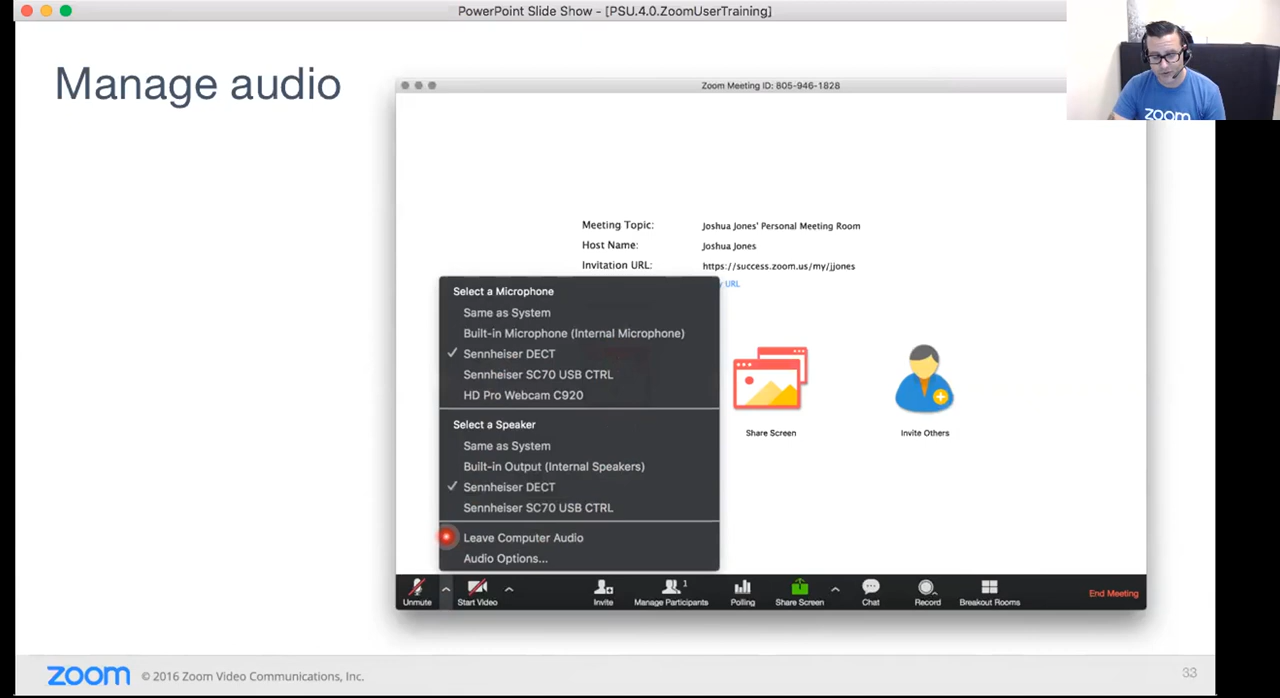 PowerPoint Slide Show - [PSU.4.0.ZoomUserTraining]
Manage audio
Zoom Meeting ID: 805-946-1828
zoom
Meeting Topic: Joshua Jones' Personal Meeting Room
Host Name: Joshua Jones
Invitation URL: https://success.zoom.us/my/jjones
URL
Select a Microphone
Same as System
Built-in Microphone (Internal Microphone)
✓ Sennheiser DECT
Sennheiser SC70 USB CTRL
HD Pro Webcam C920
Select a Speaker
Same as System
Built-in Output (Internal Speakers)
✓ Sennheiser DECT
Sennheiser SC70 USB CTRL
Leave Computer Audio
Audio Options...
Share Screen Invite Others
Unmute Start Video Invite Manage Participants 1 Polling Share Screen Chat Record Breakout Rooms End Meeting
zoom © 2016 Zoom Video Communications, Inc. 33